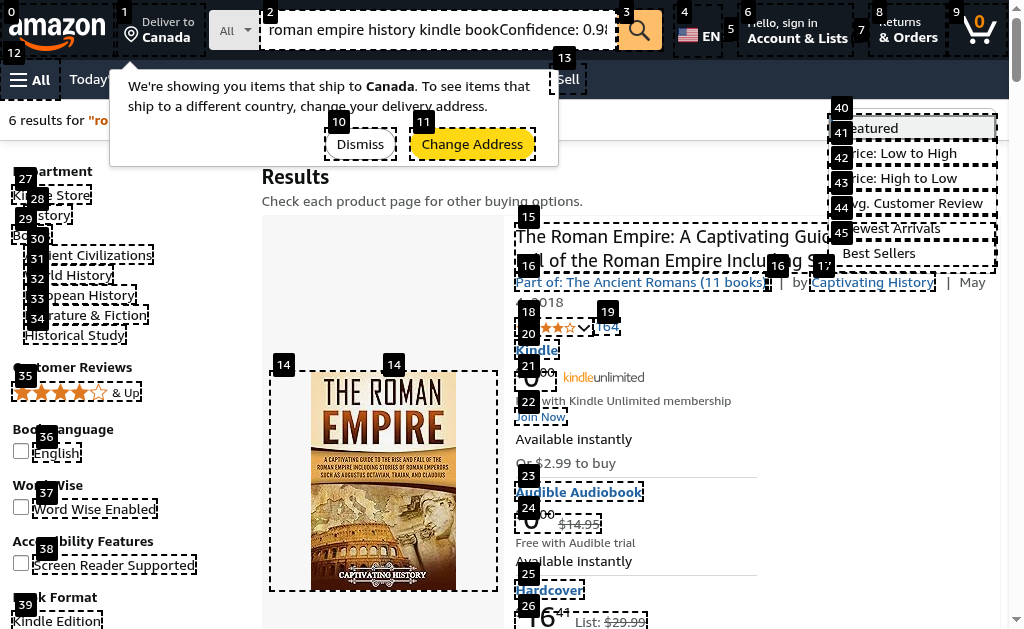 0
1
2
3
4
5
6
7
8
9
amazon
Deliver to
Canada
All
roman empire history kindle bookConfidence: 0.9
EN
Hello, sign in
Account & Lists
Returns
& Orders
0
12
All
Today'
13
Sell
We're showing you items that ship to Canada. To see items that
ship to a different country, change your delivery address.
10
Dismiss
11
Change Address
6 results for "ro
40
Featured
41
Price: Low to High
42
Price: High to Low
43
Avg. Customer Review
44
Newest Arrivals
45
Best Sellers
Department
27
Kindle Store
28
History
29
30
Ancient Civilizations
31
World History
32
European History
33
Literature & Fiction
34
Historical Study
Customer Reviews
35
& Up
Book Language
36
English
Word Wise
37
Word Wise Enabled
Accessibility Features
38
Screen Reader Supported
Book Format
39
Kindle Edition
Results
Check each product page for other buying options.
14
14
THE ROMAN
EMPIRE
A CAPTIVATING GUIDE TO THE RISE AND FALL OF THE
ROMAN EMPIRE INCLUDING STORIES OF ROMAN EMPERORS
SUCH AS AUGUSTUS OCTAVIAN, TRAJAN, AND CLAUDIUS
CAPTIVATING HISTORY
15
The Roman Empire: A Captivating Guid
Fall of the Roman Empire Including S
16
16
17
Part of: The Ancient Romans (11 books) | by Captivating History | May
4, 2018
18
19
164
20
Kindle
21
0 00 kindleunlimited
Free with Kindle Unlimited membership
22
Join Now
Available instantly
Or $2.99 to buy
23
Audible Audiobook
24
0 00 $14.95
Free with Audible trial
Available instantly
25
Hardcover
26
16 41 List: $29.99